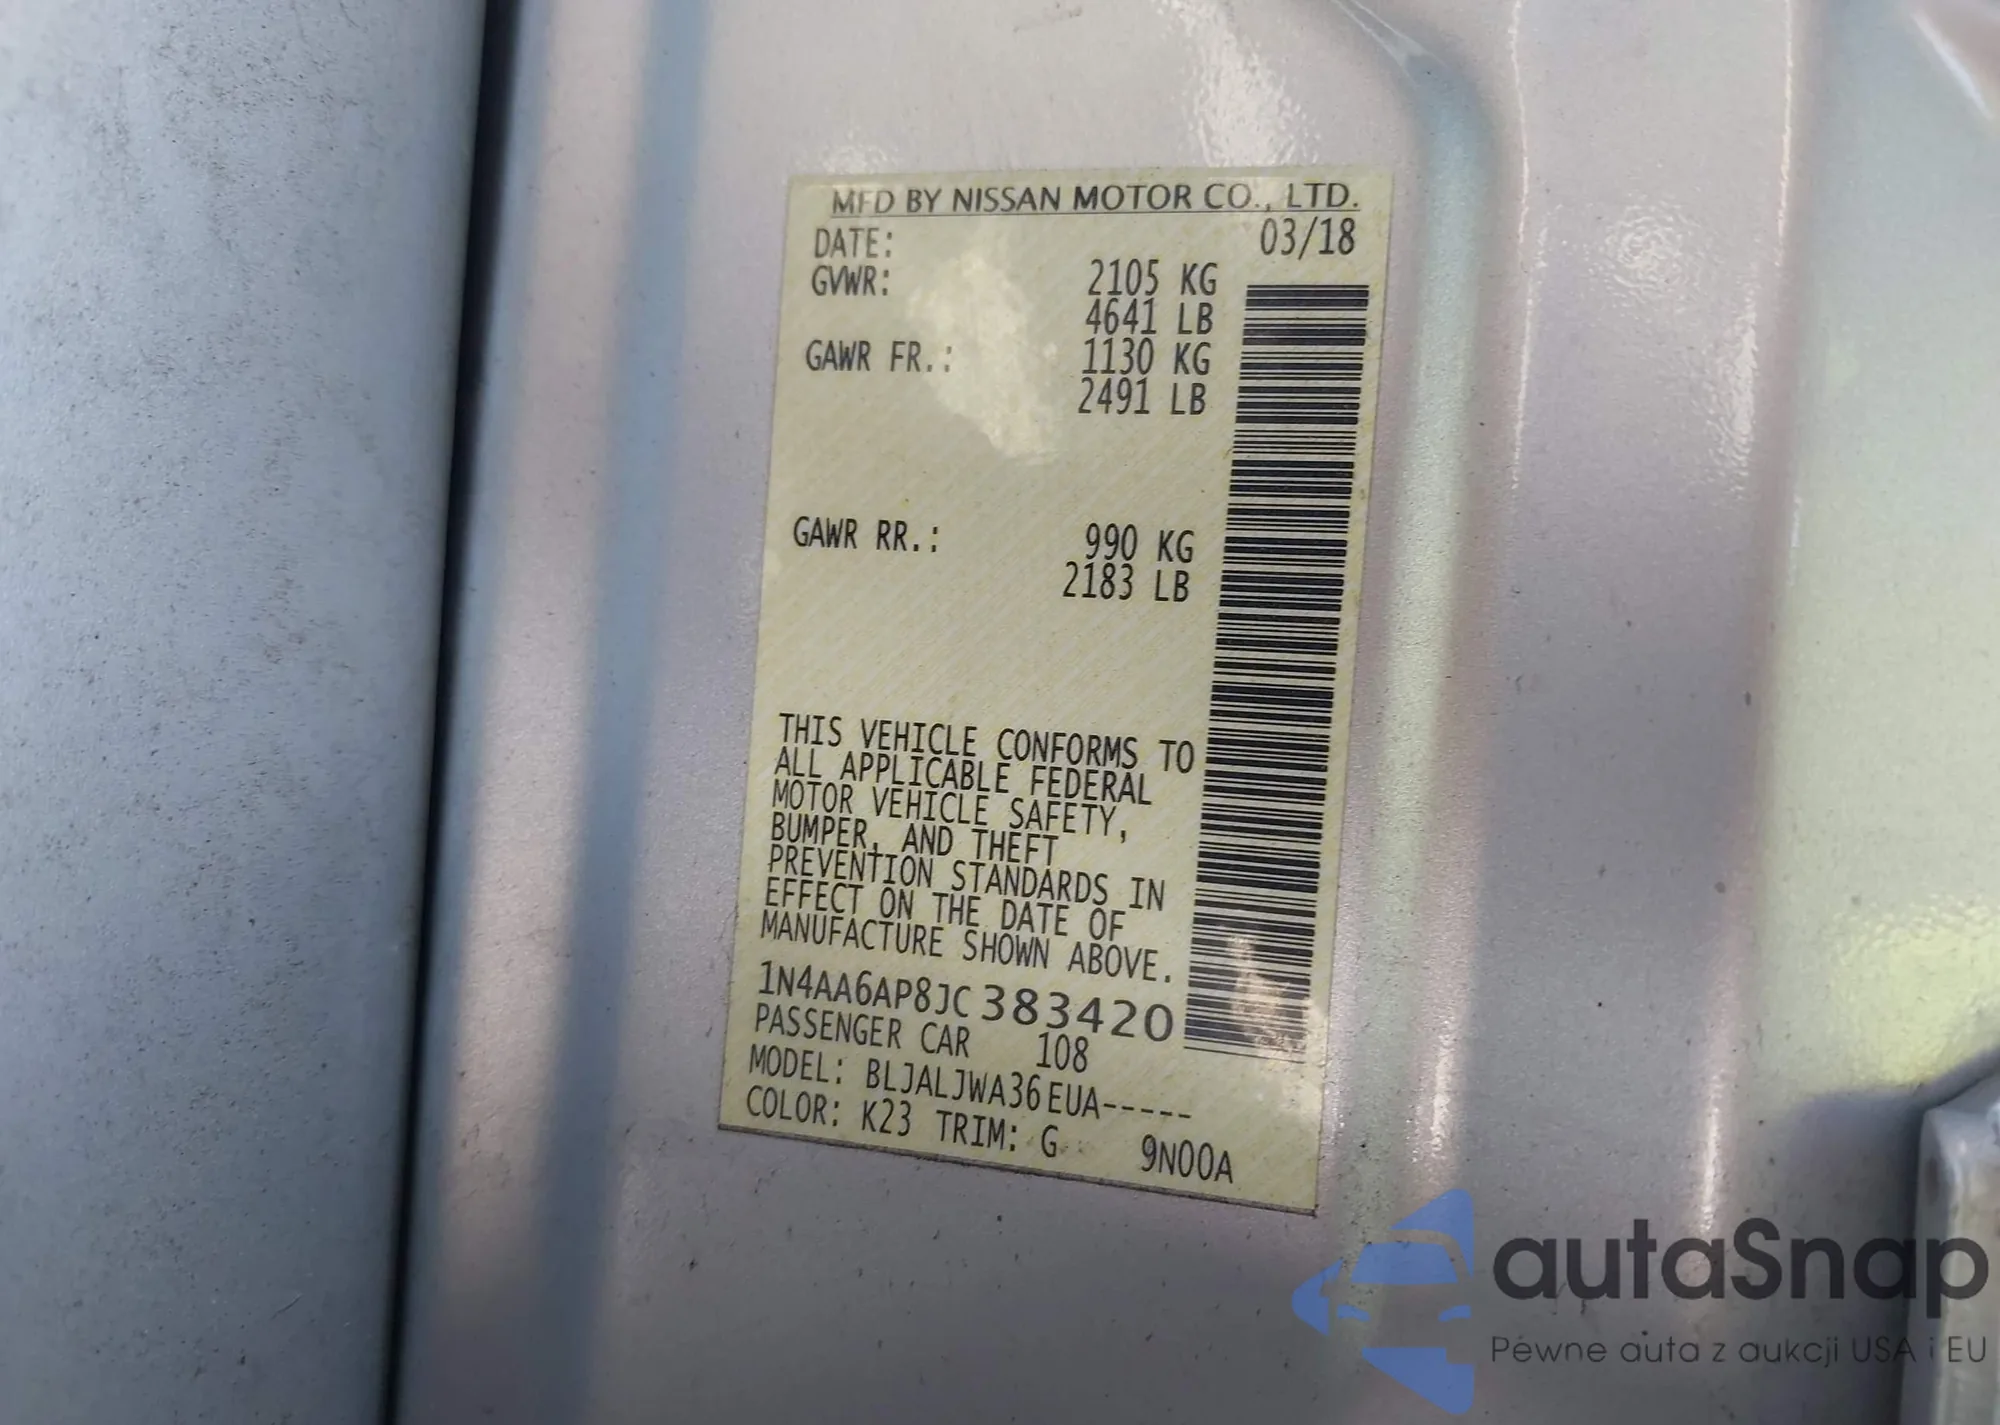 MFD BY NISSAN MOTOR CO., LTD.
DATE: 03/18
GVWR: 2105 KG
4641 LB
GAWR FR.: 1130 KG
2491 LB
GAWR RR.: 990 KG
2183 LB
THIS VEHICLE CONFORMS TO
ALL APPLICABLE FEDERAL
MOTOR VEHICLE SAFETY,
BUMPER, AND THEFT
PREVENTION STANDARDS IN
EFFECT ON THE DATE OF
MANUFACTURE SHOWN ABOVE.
1N4AA6AP8JC383420
PASSENGER CAR 108
MODEL: BLJALJWA36EUA-----
COLOR: K23 TRIM: G 9N00A
autaSnap
Pewne auta z aukcji USA i EU